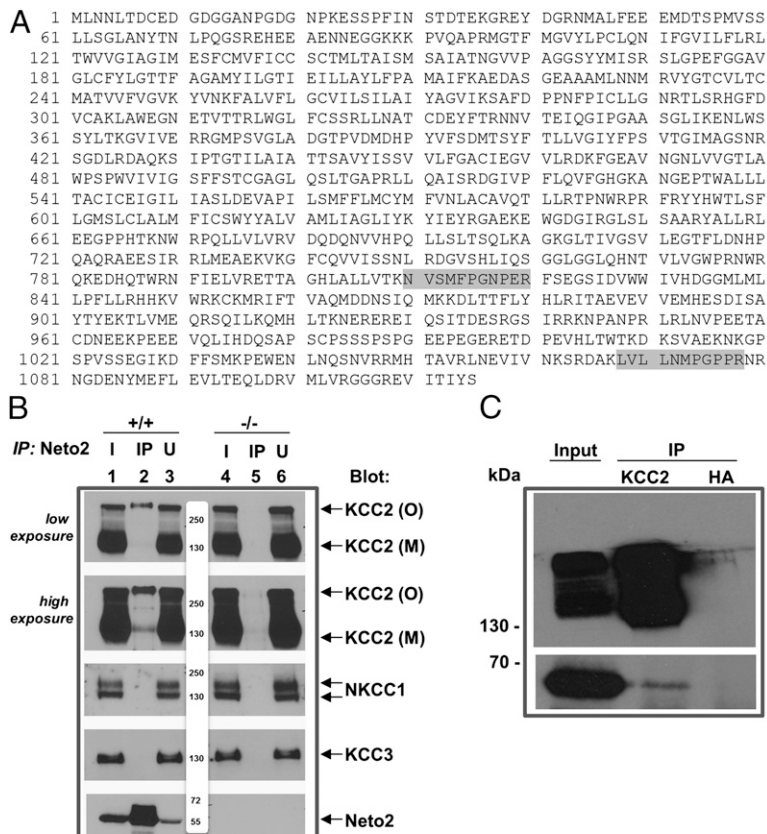 A
1 MLNNLTDCED GDGGANPGDG NPKESSPFIN STDTEKGREY DGRNMALFEE EMDTSPMVSS
61 LLSGLANYTN LPQGSREHEE AENNEGGKKK PVQAPRMGTF MGVYLPCLQN IFGVILFLRL
121 TWVVGIAGIM ESFCMVFICC SCTMLTAISM SAIATNGVVP AGGSYYMISR SLGPEFGGAV
181 GLCFYLGTTF AGAMYILGTI EILLAYLFPA MAIFKAEDAS GEAAAMLNNM RVYGTCVLTC
241 MATVVFVGVK YVNKFALVFL GCVILSILAI YAGVIKSAFD PPNFPICLLG NRTLSRHGFD
301 VCAKLAWEGN ETVTTRLWGL FCSSRLLNAT CDEYFTRNNV TEIQGIPGAA SGLIKENLWS
361 SYLTKGVIVE RRGMPSVGLA DGTPVDMDHP YVFSDMTSYF TLLVGIYFPS VTGIMAGSNR
421 SGDLRDAQKS IPTGTILAIA TTSAVYISSV VLFGACIEGV VLRDKFGEAV NGNLVVGTLA
481 WPSPWVIVIG SFFSTCGAGL QSLTGAPRLL QAISRDGIVP FLQVFGHGKA NGEPTWALLL
541 TACICEIGIL IASLDEVAPI LSMFFLMCYM FVNLACAVQT LLRTPNWRPR FRYYHWTLSF
601 LGMSLCLALM FICSWYYALV AMLIAGLIYK YIEYRGAEKE WGDGIRGLSL SAARYALLRL
661 EEGPPHTKNW RPQLLVLVRV DQDQNVVHPQ LLSLTSQLKA GKGLTIVGSV LEGTFLDNHP
721 QAQRAEESIR RLMEAEKVKG FCQVVISSNL RDGVSHLIQS GGLGGLQHNT VLVGWPRNWR
781 QKEDHQTWRN FIELVRETTA GHLALLVTKN VSMFPGNPER FSEGSIDVWW IVHDGGMLML
841 LPFLLRHHKV WRKCKMRIFT VAQMDDNSIQ MKKDLTTFLY HLRITAEVEV VEMHESDISA
901 YTYEKTLVME QRSQILKQMH LTKNEREREI QSITDESRGS IRRKNPANPR LRLNVPEETA
961 CDNEEKPEEE VQLIHDQSAP SCPSSSPSPG EEPEGERETD PEVHLTWTKD KSVAEKNKGP
1021 SPVSSEGIKD FFSMKPEWEN LNQSNVRRMH TAVRLNEVIV NKSRDAKLVL LNMPGPPRNR
1081 NGDENYMEFL EVLTEQLDRV MLVRGGGREV ITIYS
B
+/+ -/-
IP: Neto2 I IP U I IP U
1 2 3 4 5 6 Blot:
low exposure
250
130
KCC2 (O)
KCC2 (M)
high exposure
250
130
KCC2 (O)
KCC2 (M)
250
130
NKCC1
130
KCC3
72
55
Neto2
C
Input IP
kDa KCC2 HA
130 -
70 -